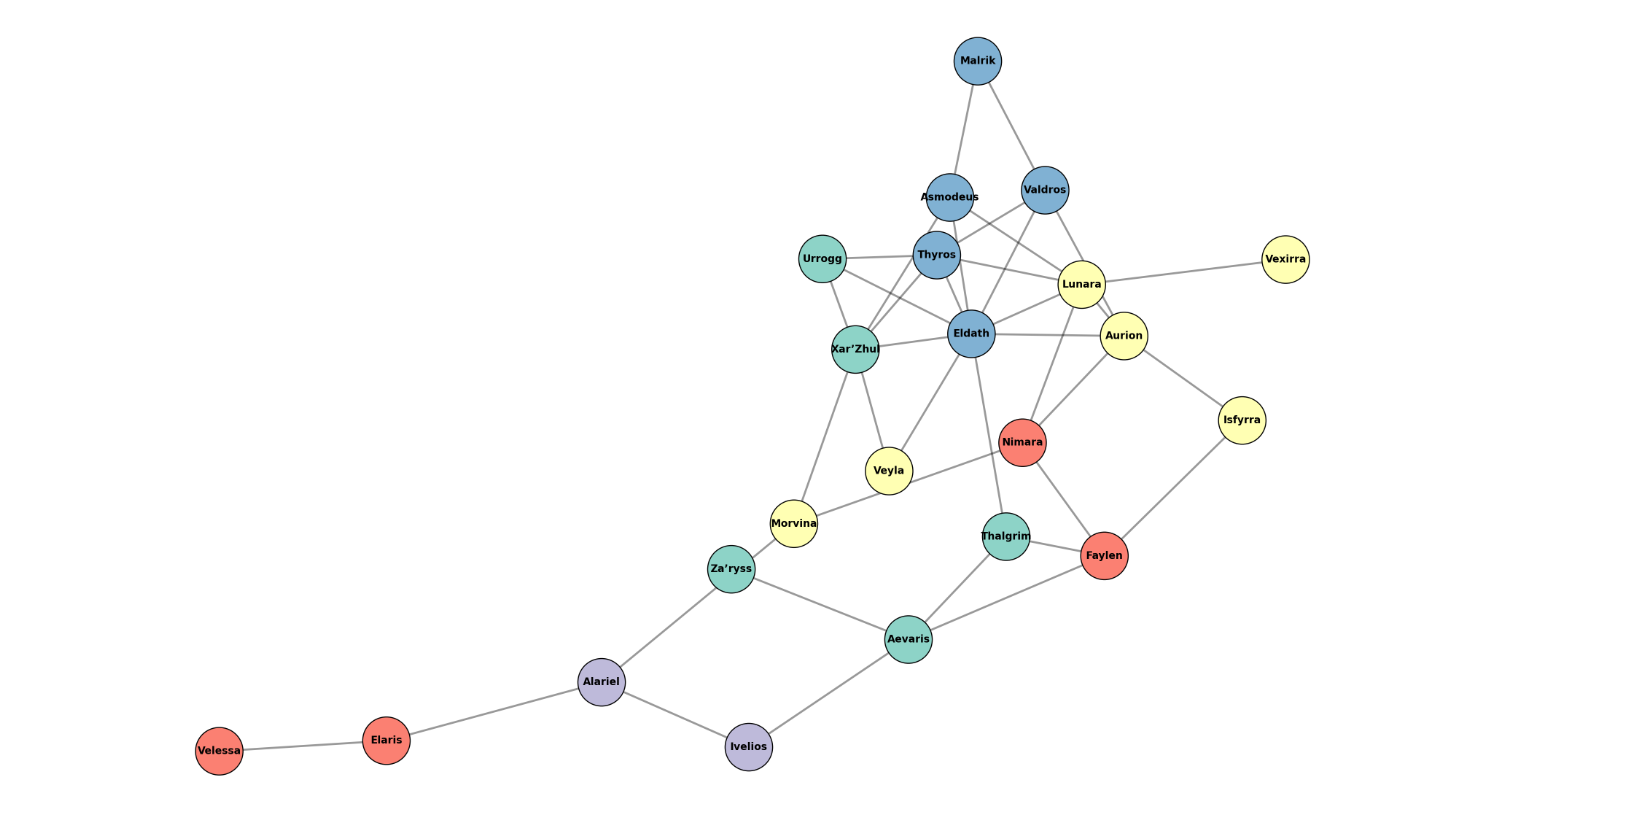 Malrik
Valdros
Asmodeus
Thyros
Urrogg
Vexirra
Lunara
Eldath
Aurion
Xar’Zhul
Isfyrra
Nimara
Veyla
Morvina
Thalgrim
Faylen
Za’ryss
Aevaris
Alariel
Elaris
Ivelios
Velessa